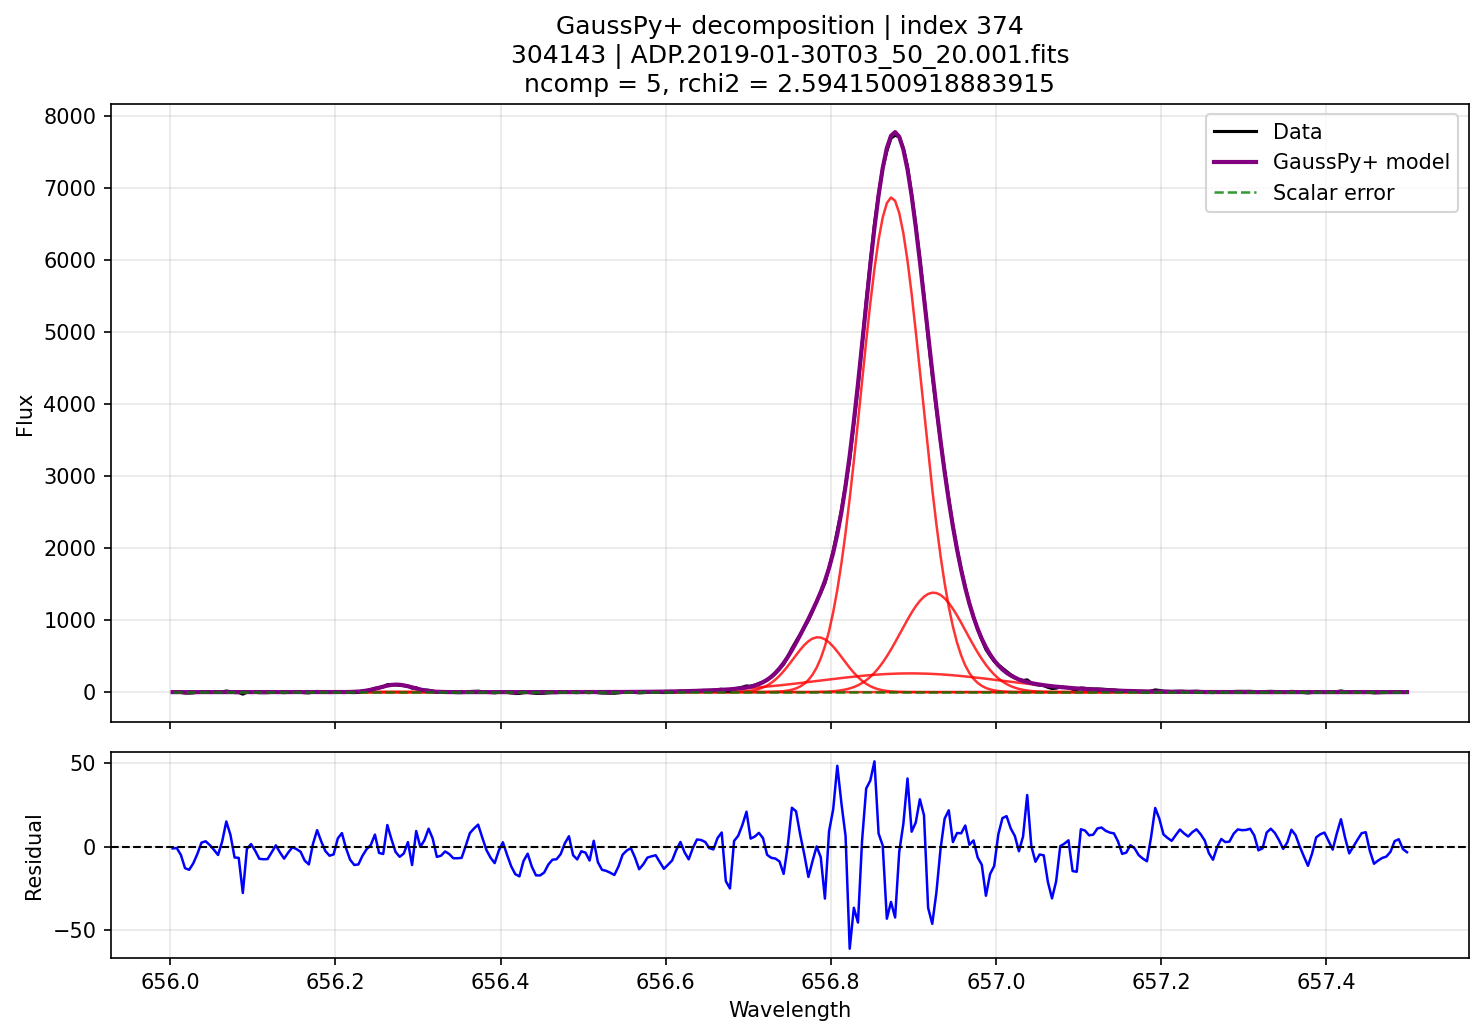 GaussPy+ decomposition | index 374
304143 | ADP.2019-01-30T03_50_20.001.fits
ncomp = 5, rchi2 = 2.5941500918883915
8000
7000
6000
5000
4000
3000
2000
1000
0
Flux
Data
GaussPy+ model
Scalar error
50
0
−50
Residual
656.0
656.2
656.4
656.6
656.8
657.0
657.2
657.4
Wavelength